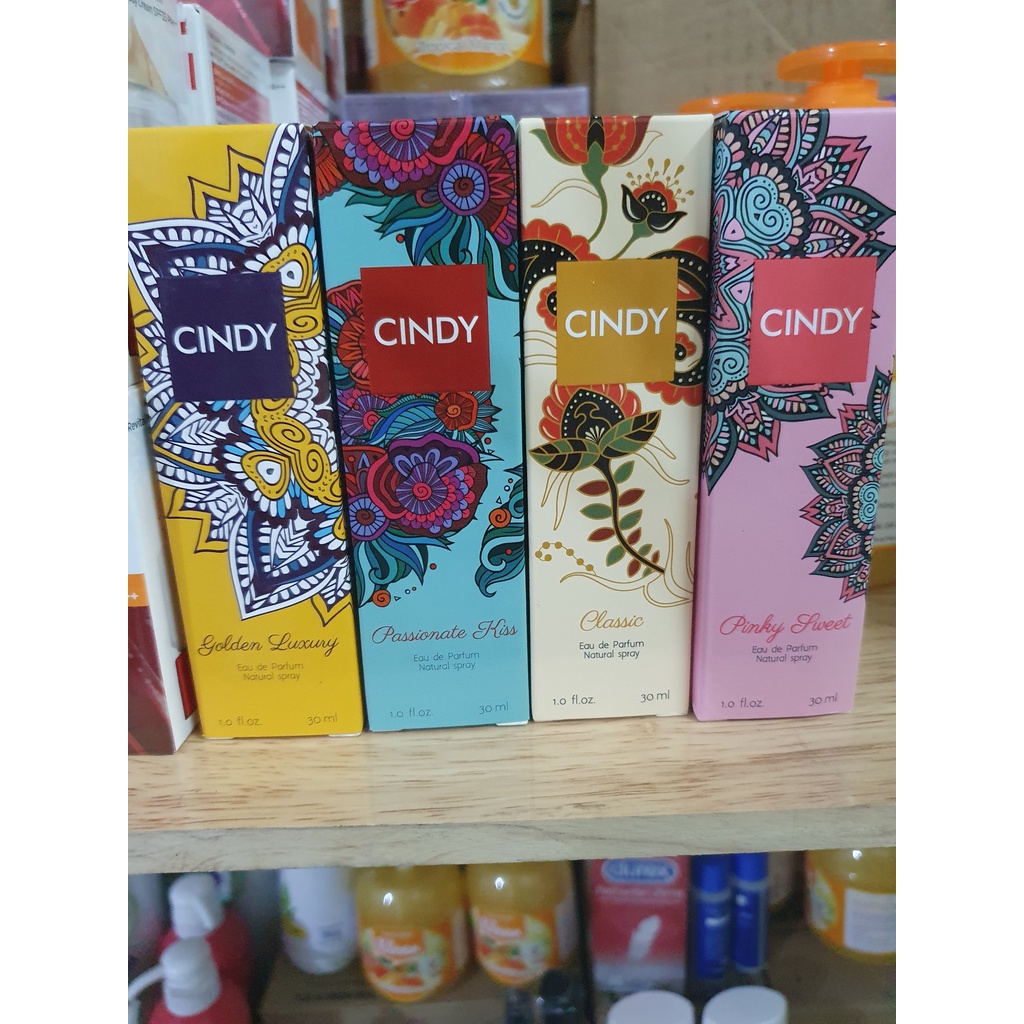 CINDY
Golden Luxury
Eau de Parfum
Natural spray
1.0 fl.oz.
30 ml
CINDY
Passionate Kiss
Eau de Parfum
Natural spray
1.0 fl.oz.
30 ml
CINDY
Classic
Eau de Parfum
Natural spray
1.0 fl.oz.
30 ml
CINDY
Pinky Sweet
Eau de Parfum
Natural spray
1.0 fl.oz.
30 ml